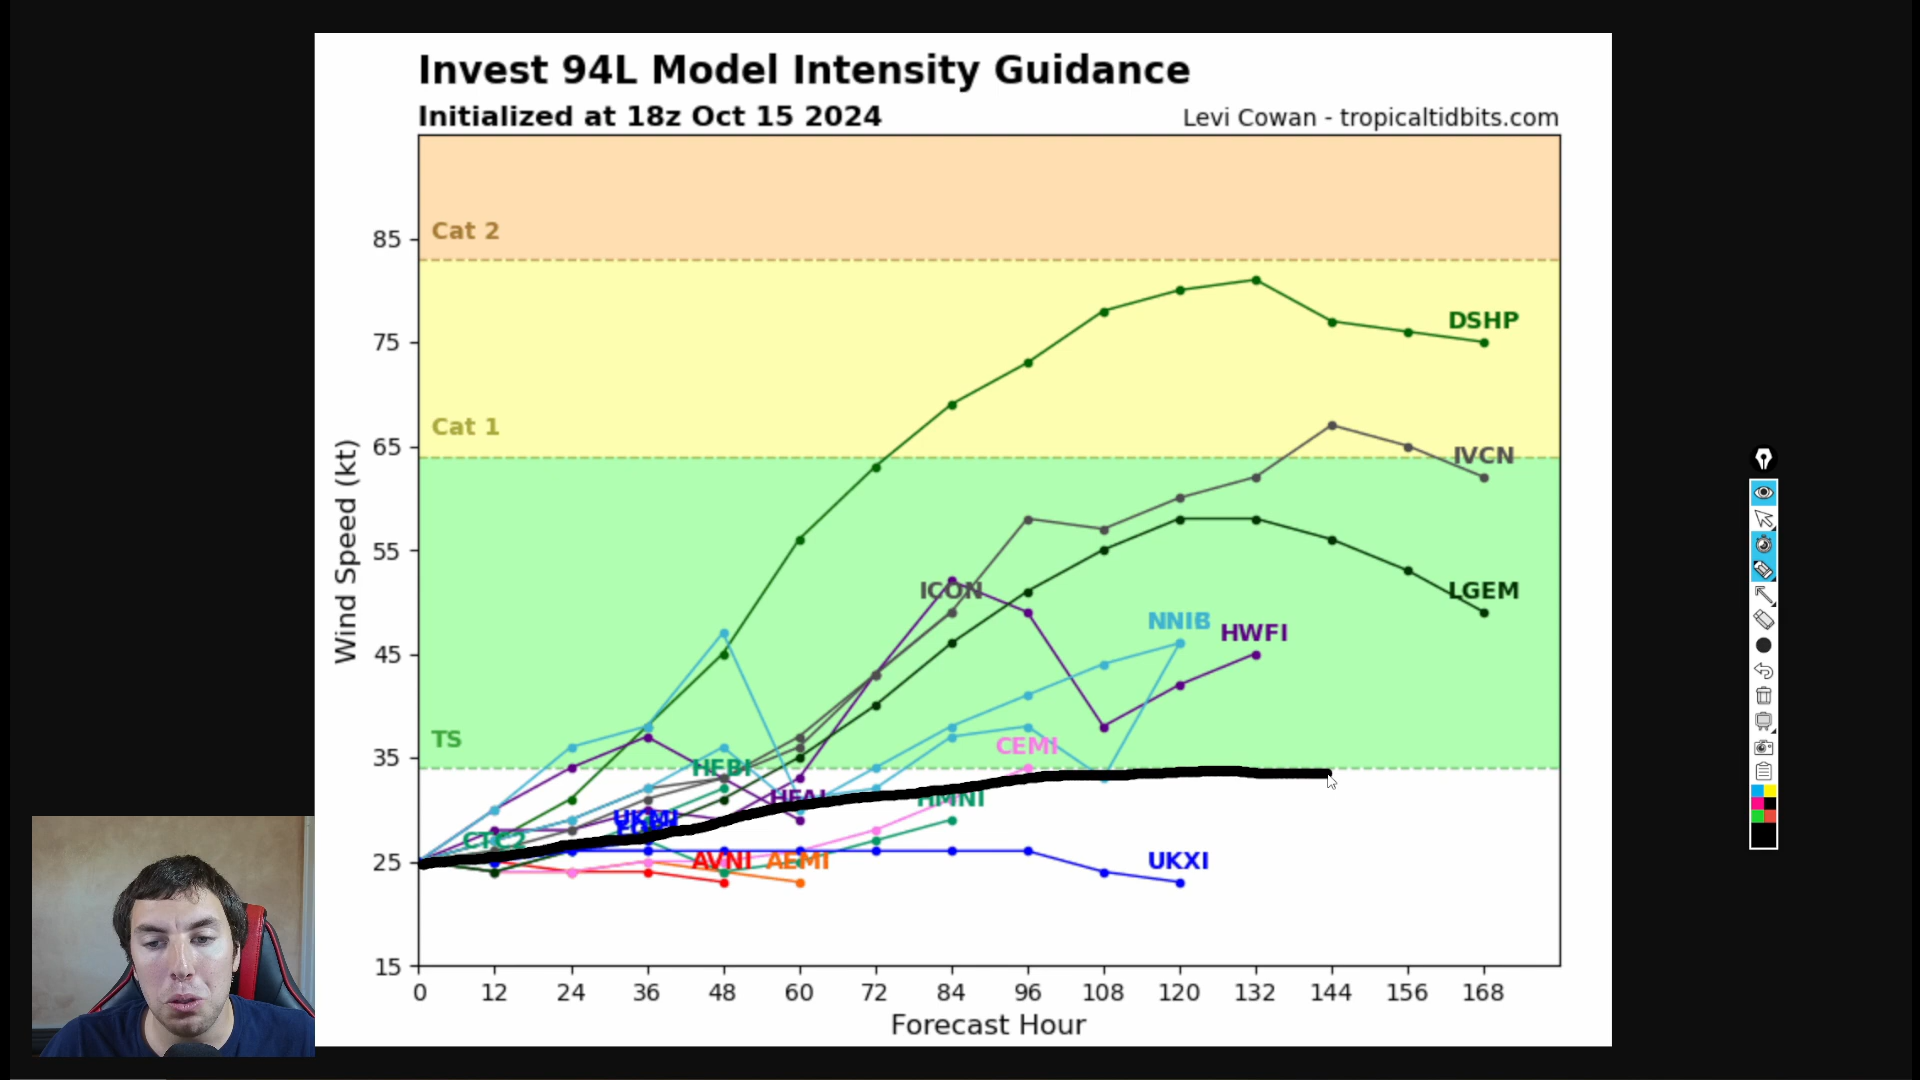 Invest 94L Model Intensity Guidance
Initialized at 18z Oct 15 2024
Levi Cowan - tropicaltidbits.com
Cat 2
85
DSHP
75
Cat 1
65
IVCN
Wind Speed (kt)
55
ICON
LGEM
NNIB
HWFI
45
TS
CEMI
35
HFBI
HFAI
HMNI
UKMI
CTC2
AVNI
AEMI
UKXI
25
15
0 12 24 36 48 60 72 84 96 108 120 132 144 156 168
Forecast Hour